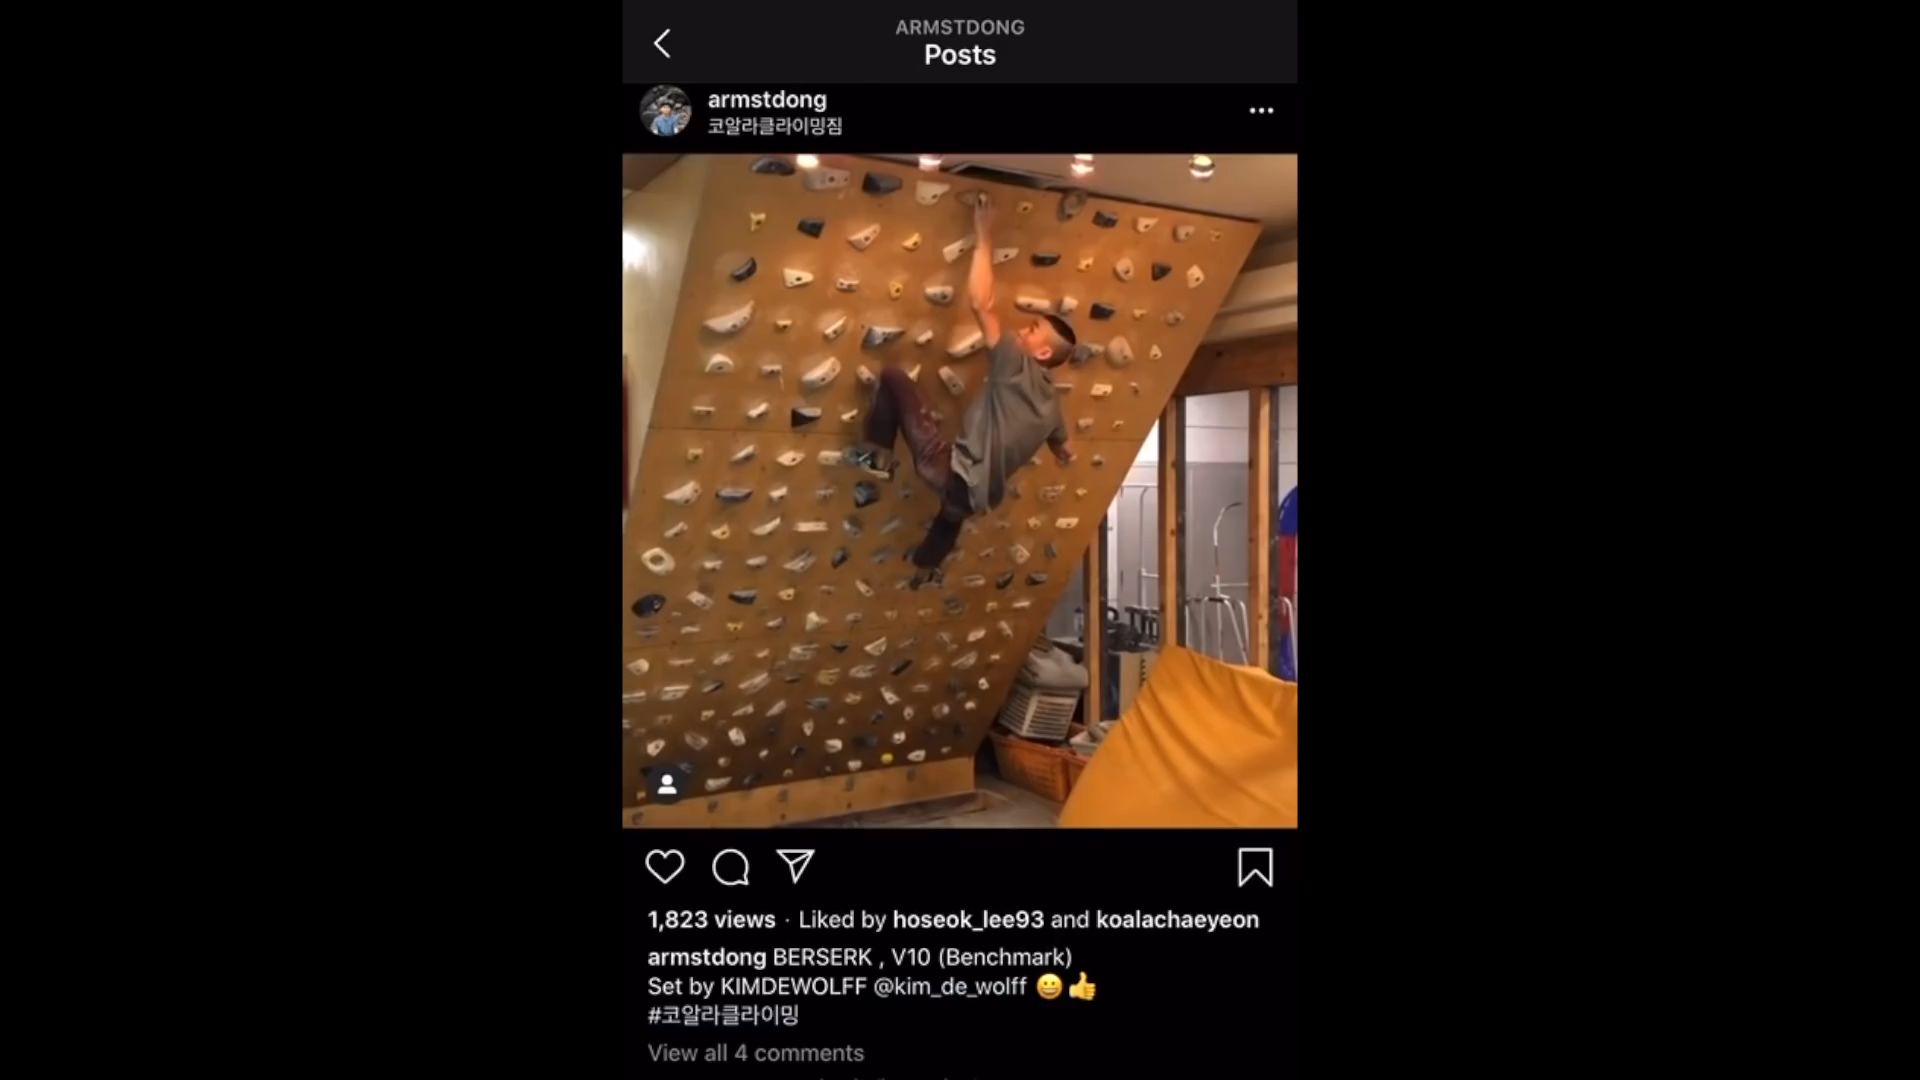 ARMSTDONG
Posts
armstdong
코알라클라이밍짐
1,823 views · Liked by hoseok_lee93 and koalachaeyeon
armstdong BERSERK , V10 (Benchmark)
Set by KIMDEWOLFF @kim_de_wolff 😀👍
#코알라클라이밍
View all 4 comments